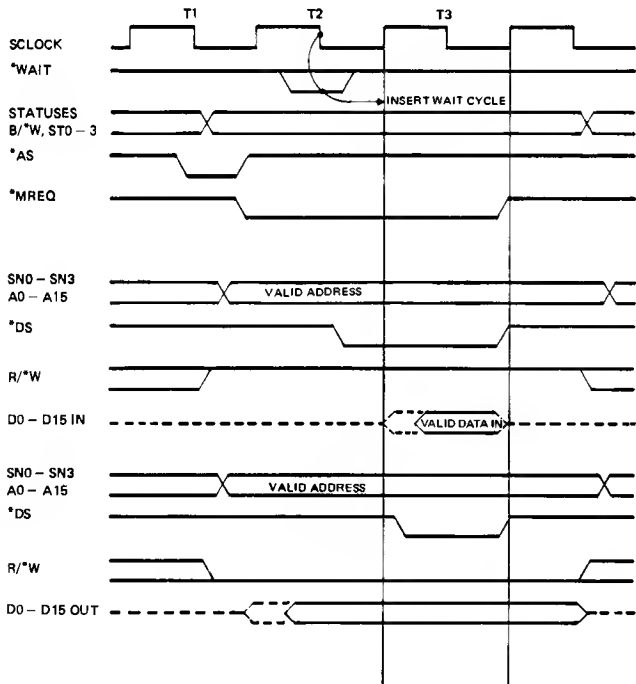 T1 T2 T3
SCLOCK
*WAIT
INSERT WAIT CYCLE
STATUSES
B/*W, ST0 – 3
*AS
*MREQ
SN0 – SN3
A0 – A15
VALID ADDRESS
*DS
R/*W
D0 – D15 IN
VALID DATA IN
SN0 – SN3
A0 – A15
VALID ADDRESS
*DS
R/*W
D0 – D15 OUT